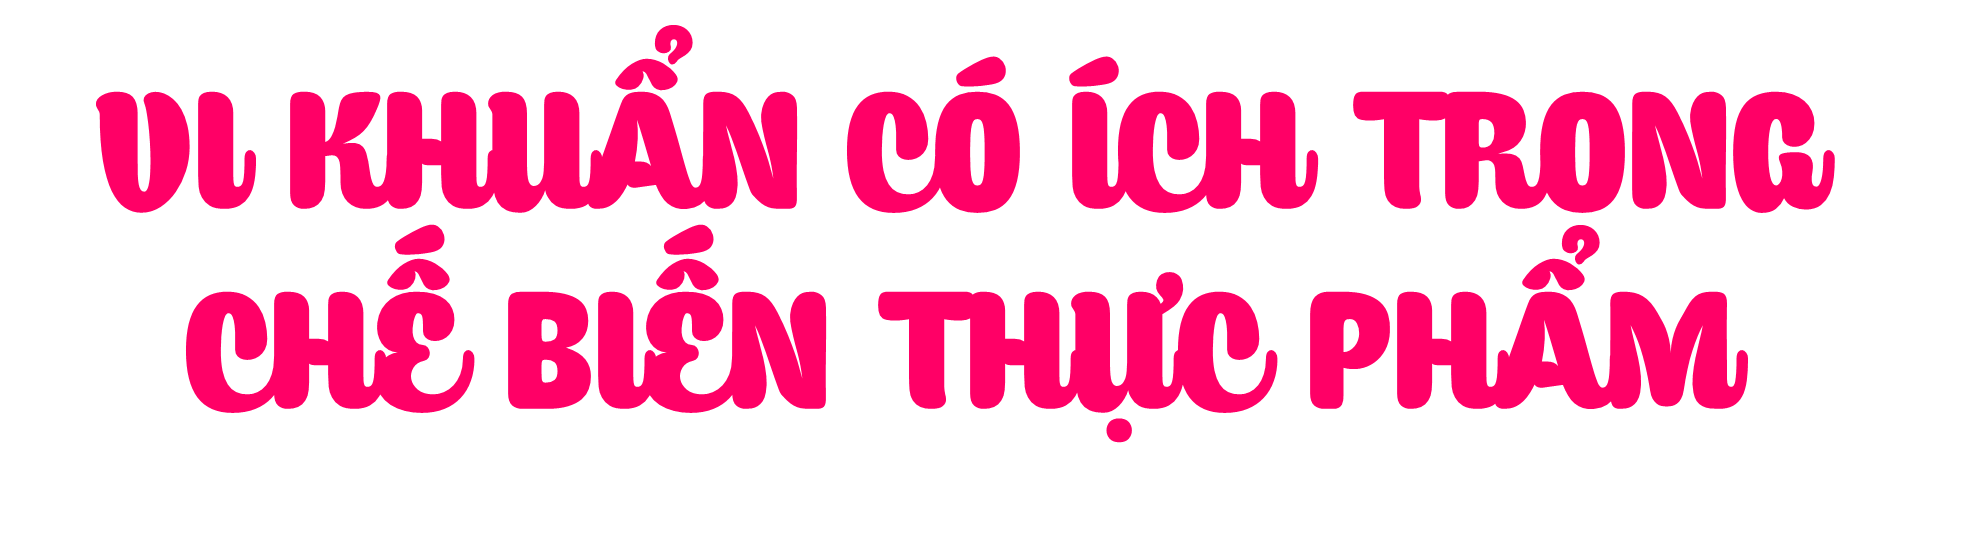 VI KHUẨN CÓ ÍCH TRONG
CHẾ BIẾN THỰC PHẨM